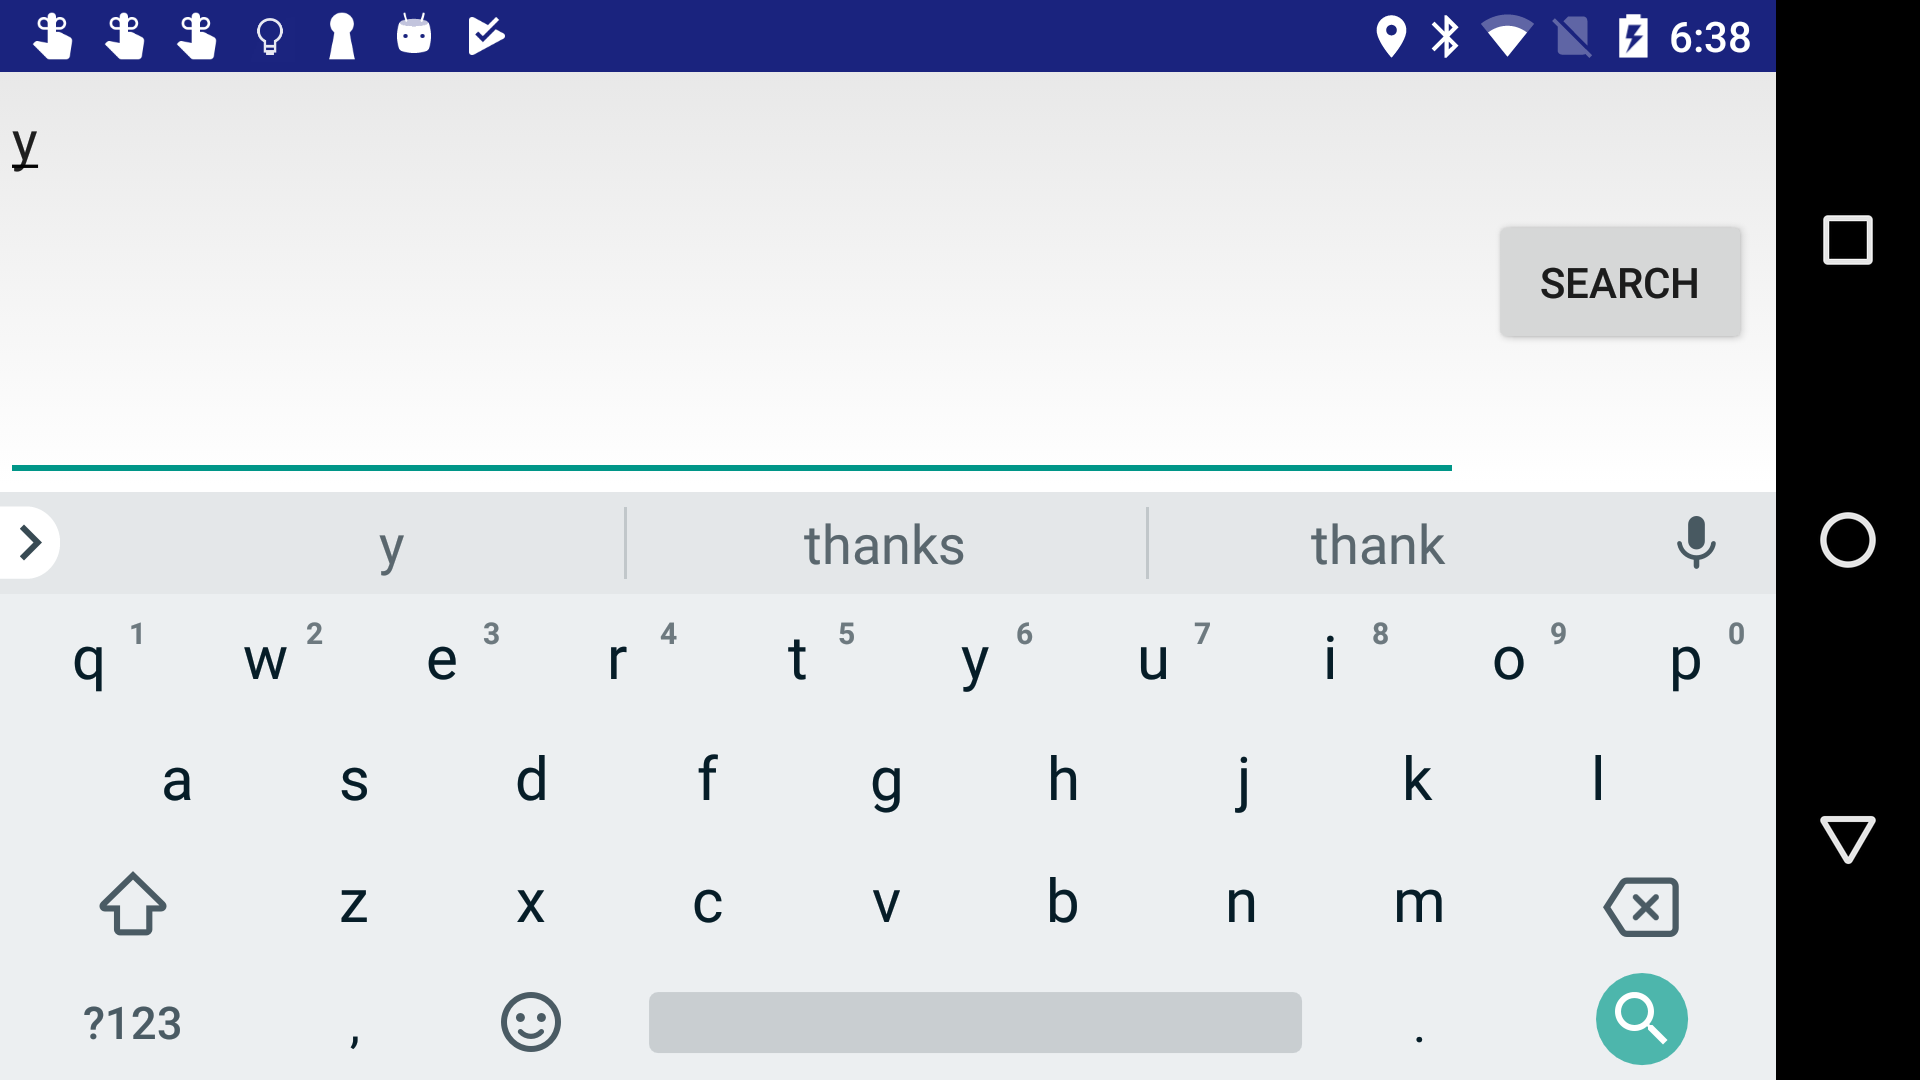 6:38
y
SEARCH
y thanks thank
q 1 w 2 e 3 r 4 t 5 y 6 u 7 i 8 o 9 p 0
a s d f g h j k l
z x c v b n m
?123 , .